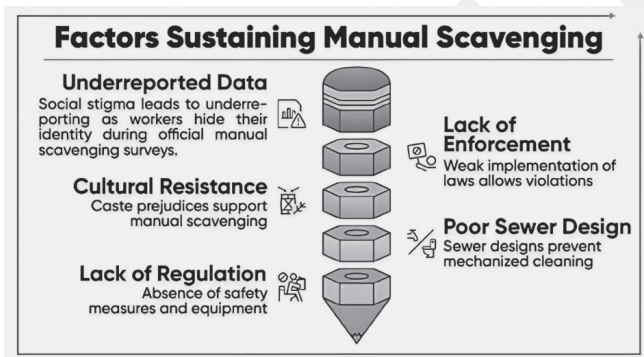 Factors Sustaining Manual Scavenging
Underreported Data
Social stigma leads to underre-
porting as workers hide their
identity during official manual
scavenging surveys.
Lack of
Enforcement
Weak implementation of
laws allows violations
Cultural Resistance
Caste prejudices support
manual scavenging
Poor Sewer Design
Sewer designs prevent
mechanized cleaning
Lack of Regulation
Absence of safety
measures and equipment